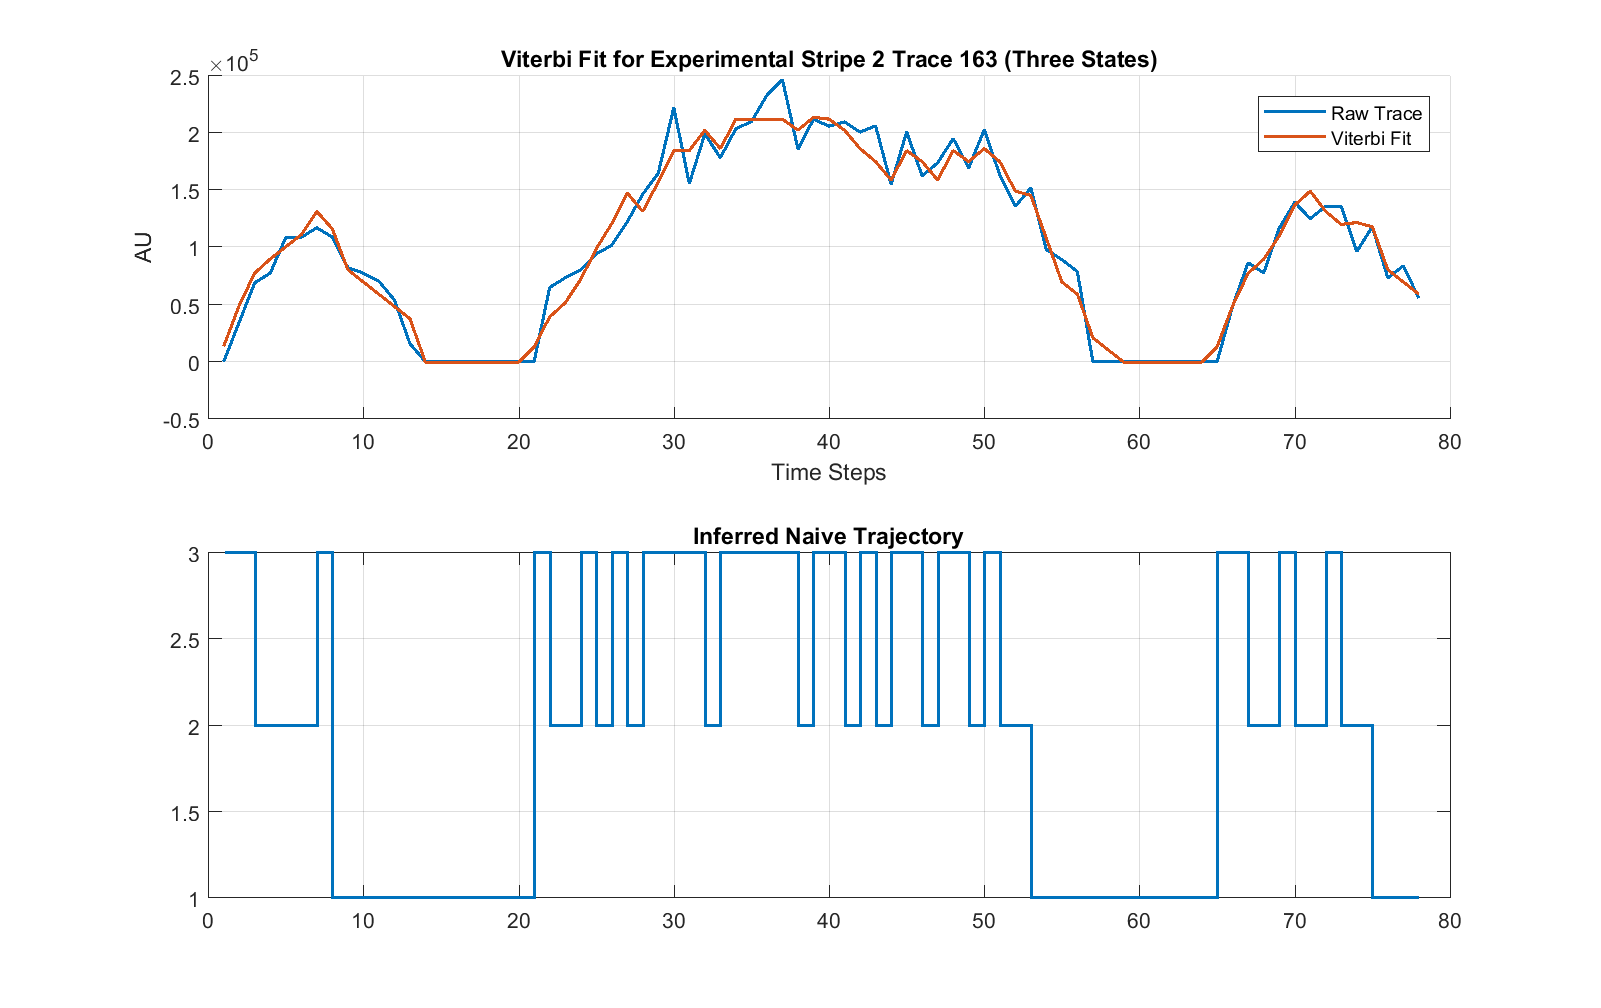 Viterbi Fit for Experimental Stripe 2 Trace 163 (Three States)
×10^5
2.5
2
1.5
1
0.5
0
-0.5
AU
Raw Trace
Viterbi Fit
0 10 20 30 40 50 60 70 80
Time Steps
Inferred Naive Trajectory
3
2.5
2
1.5
1
0 10 20 30 40 50 60 70 80